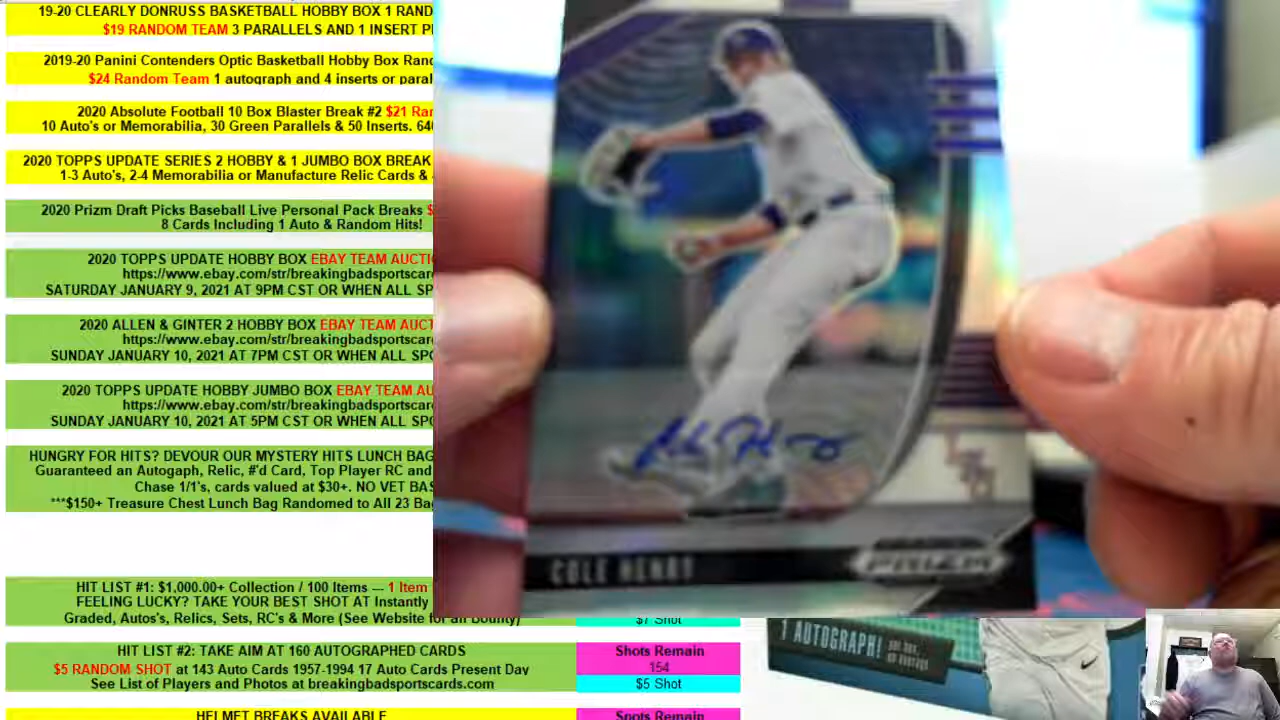 19-20 CLEARLY DONRUSS BASKETBALL HOBBY BOX 1 RAND
$19 RANDOM TEAM 3 PARALLELS AND 1 INSERT P
2019-20 Panini Contenders Optic Basketball Hobby Box Ran
$24 Random Team 1 autograph and 4 inserts or paral
2020 Absolute Football 10 Box Blaster Break #2 $21 Ra
10 Auto's or Memorabilia, 30 Green Parallels & 50 Inserts. 64
2020 TOPPS UPDATE SERIES 2 HOBBY & 1 JUMBO BOX BREAK
1-3 Auto's, 2-4 Memorabilia or Manufacture Relic Cards &
2020 Prizm Draft Picks Baseball Live Personal Pack Breaks $
8 Cards Including 1 Auto & Random Hits!
2020 TOPPS UPDATE HOBBY BOX EBAY TEAM AUCTI
https://www.ebay.com/str/breakingbadsportscar
SATURDAY JANUARY 9, 2021 AT 9PM CST OR WHEN ALL SP
2020 ALLEN & GINTER 2 HOBBY BOX EBAY TEAM AUCT
https://www.ebay.com/str/breakingbadsportscar
SUNDAY JANUARY 10, 2021 AT 7PM CST OR WHEN ALL SPO
2020 TOPPS UPDATE HOBBY JUMBO BOX EBAY TEAM AU
https://www.ebay.com/str/breakingbadsportscar
SUNDAY JANUARY 10, 2021 AT 5PM CST OR WHEN ALL SP
HUNGRY FOR HITS? DEVOUR OUR MYSTERY HITS LUNCH BAG
Guaranteed an Autogaph, Relic, #'d Card, Top Player RC and
Chase 1/1's, cards valued at $30+. NO VET BAS
***$150+ Treasure Chest Lunch Bag Randomed to All 23 Bag
HIT LIST #1: $1,000.00+ Collection / 100 Items --- 1 Item
FEELING LUCKY? TAKE YOUR BEST SHOT AT Instantly
Graded, Autos's, Relics, Sets, RC's & More (See Website for an Bounty)
$7 Shot
HIT LIST #2: TAKE AIM AT 160 AUTOGRAPHED CARDS
$5 RANDOM SHOT at 143 Auto Cards 1957-1994 17 Auto Cards Present Day
See List of Players and Photos at breakingbadsportscards.com
Shots Remain
154
$5 Shot
HELMET BREAKS AVAILABLE
Spots Remain
LSU
COLE HENRY
PRIZM
1 AUTOGRAPH!